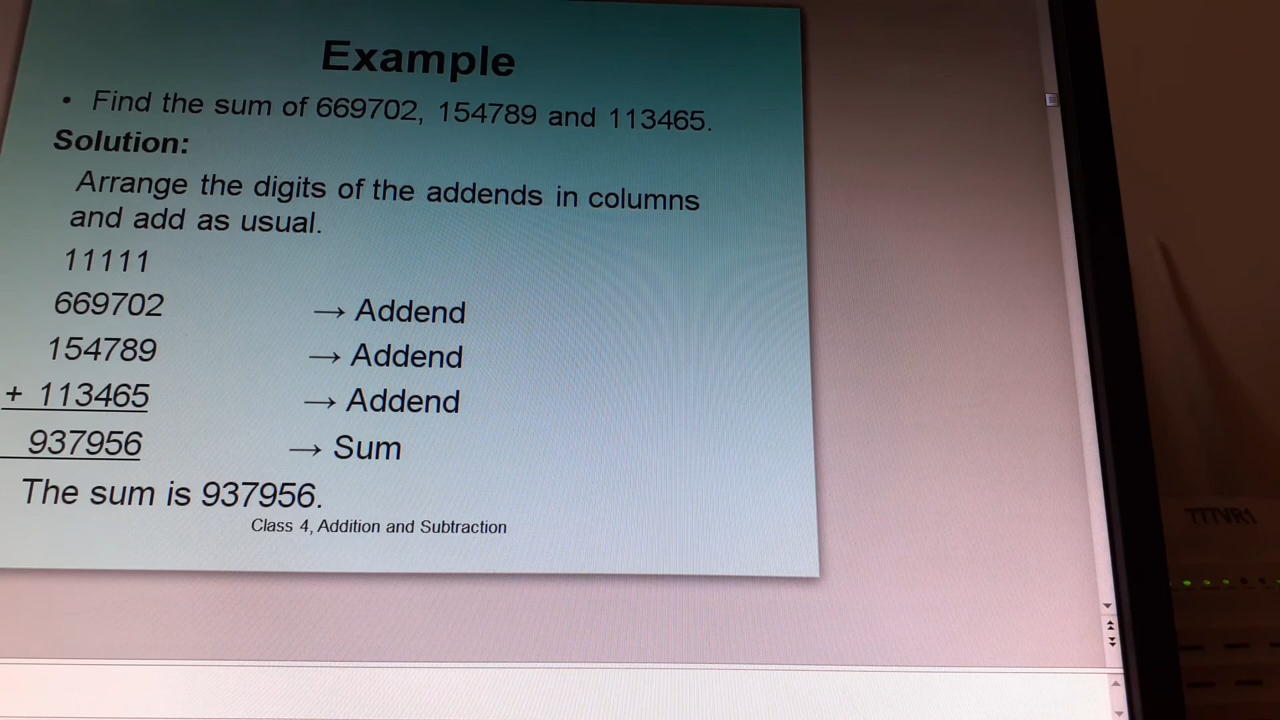 Example
• Find the sum of 669702, 154789 and 113465.
Solution:
Arrange the digits of the addends in columns
and add as usual.
11111
669702 → Addend
154789 → Addend
+ 113465 → Addend
937956 → Sum
The sum is 937956.
Class 4, Addition and Subtraction